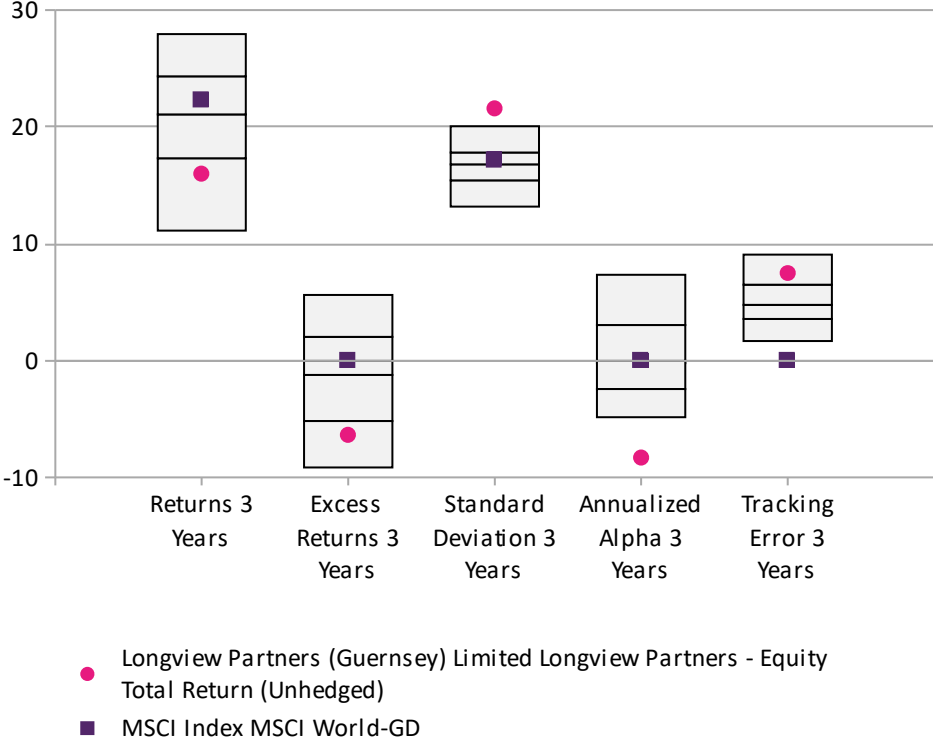 30
20
10
0
-10
Returns 3
Years
Excess
Returns 3
Years
Standard
Deviation 3
Years
Annualized
Alpha 3
Years
Tracking
Error 3
Years
Longview Partners (Guernsey) Limited Longview Partners - Equity
Total Return (Unhedged)
MSCI Index MSCI World-GD